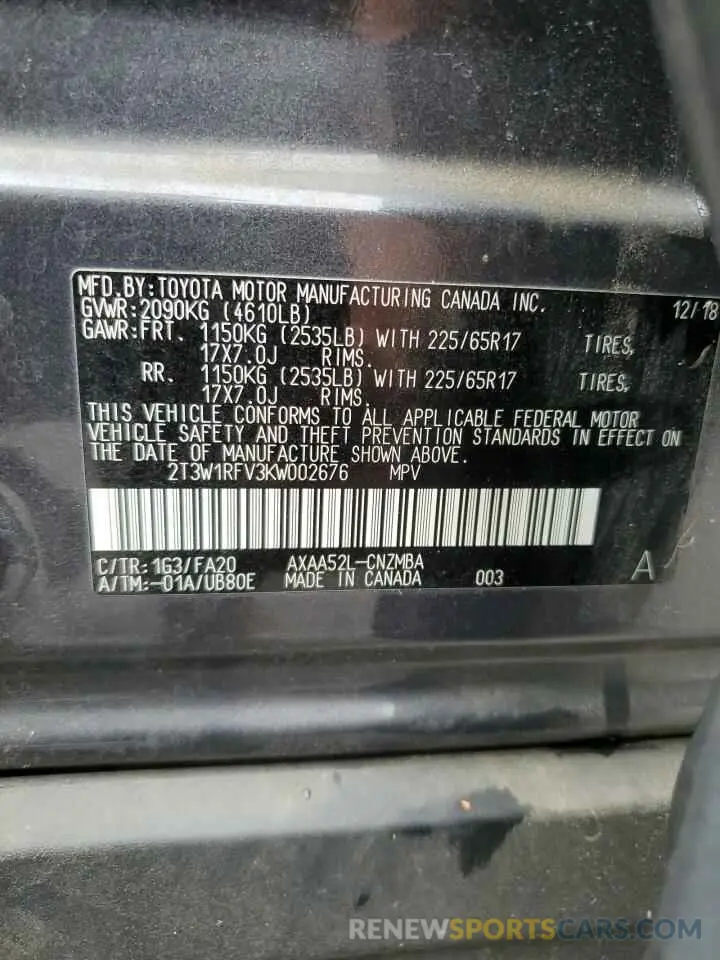 MFD.BY:TOYOTA MOTOR MANUFACTURING CANADA INC. 12/18
GVWR:2090KG (4610LB)
GAWR:FRT. 1150KG (2535LB) WITH 225/65R17 TIRES,
17X7.0J RIMS.
RR. 1150KG (2535LB) WITH 225/65R17 TIRES,
17X7.0J RIMS.
THIS VEHICLE CONFORMS TO ALL APPLICABLE FEDERAL MOTOR
VEHICLE SAFETY AND THEFT PREVENTION STANDARDS IN EFFECT ON
THE DATE OF MANUFACTURE SHOWN ABOVE.
2T3W1RFV3KW002676 MPV
C/TR:1G3/FA20 AXAA52L-CNZMBA
A/TM:-01A/UB80E MADE IN CANADA 003 A
RENEWSPORTSCARS.COM